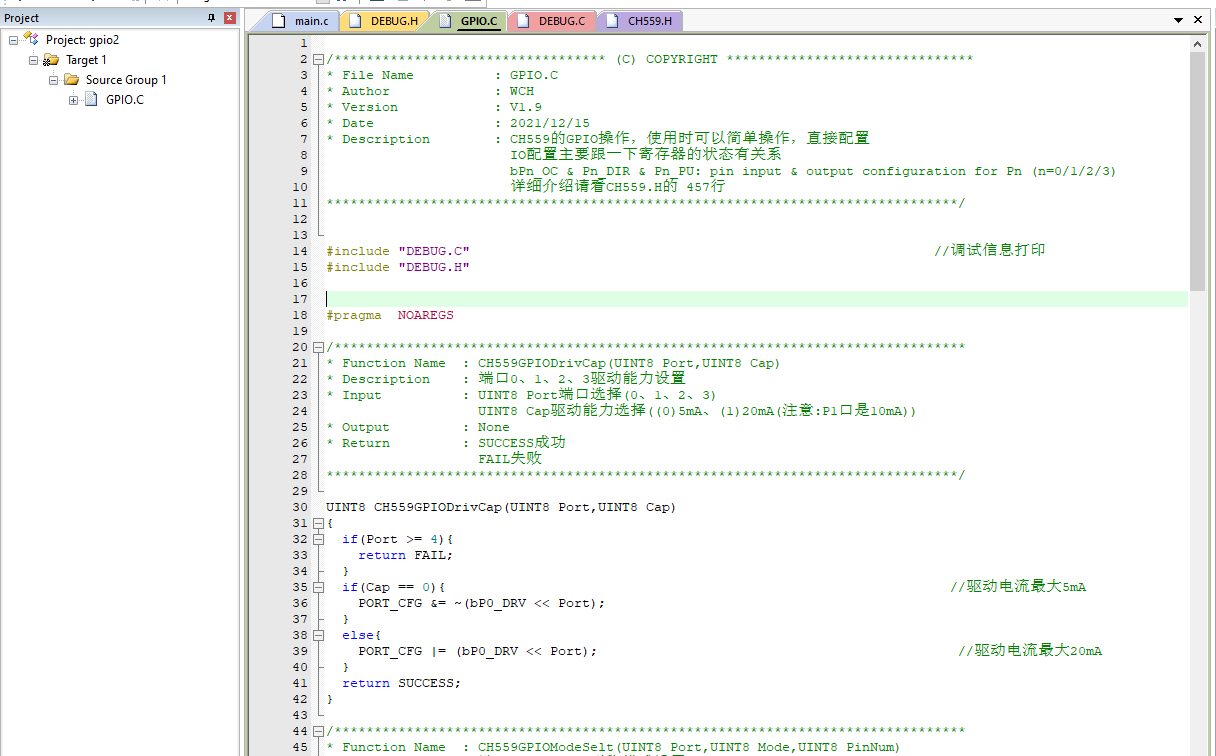 Project
Project: gpio2
Target 1
Source Group 1
GPIO.C
main.c DEBUG.H GPIO.C DEBUG.C CH559.H
1
2 /********************************** (C) COPYRIGHT *******************************
3 * File Name : GPIO.C
4 * Author : WCH
5 * Version : V1.9
6 * Date : 2021/12/15
7 * Description : CH559的GPIO操作，使用时可以简单操作，直接配置
8 IO配置主要跟一下寄存器的状态有关系
9 bPn_OC & Pn_DIR & Pn_PU: pin input & output configuration for Pn (n=0/1/2/3)
10 详细介绍请看CH559.H的 457行
11 *******************************************************************************/
12
13
14 #include "DEBUG.C" //调试信息打印
15 #include "DEBUG.H"
16
17
18 #pragma NOAREGS
19
20 /*******************************************************************************
21 * Function Name : CH559GPIODrivCap(UINT8 Port,UINT8 Cap)
22 * Description : 端口0、1、2、3驱动能力设置
23 * Input : UINT8 Port端口选择(0、1、2、3)
24 UINT8 Cap驱动能力选择((0)5mA、(1)20mA(注意:P1口是10mA))
25 * Output : None
26 * Return : SUCCESS成功
27 FAIL失败
28 *******************************************************************************/
29
30 UINT8 CH559GPIODrivCap(UINT8 Port,UINT8 Cap)
31 {
32 if(Port >= 4){
33 return FAIL;
34 }
35 if(Cap == 0){ //驱动电流最大5mA
36 PORT_CFG &= ~(bP0_DRV << Port);
37 }
38 else{
39 PORT_CFG |= (bP0_DRV << Port); //驱动电流最大20mA
40 }
41 return SUCCESS;
42 }
43
44 /*******************************************************************************
45 * Function Name : CH559GPIOModeSelt(UINT8 Port,UINT8 Mode,UINT8 PinNum)